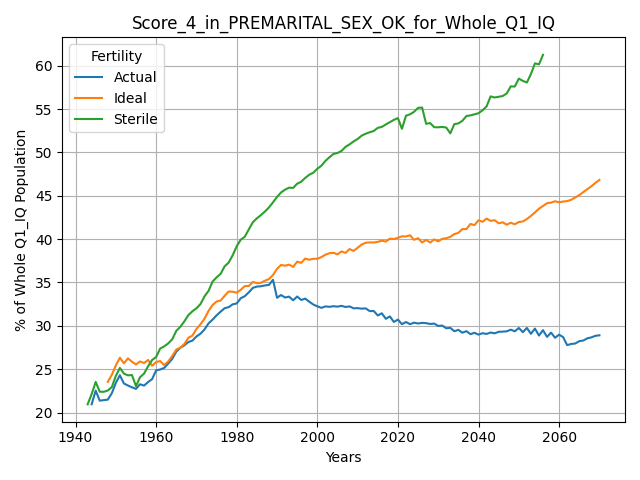 Score_4_in_PREMARITAL_SEX_OK_for_Whole_Q1_IQ
Fertility
Actual
Ideal
Sterile
% of Whole Q1_IQ Population
60
55
50
45
40
35
30
25
20
1940 1960 1980 2000 2020 2040 2060
Years